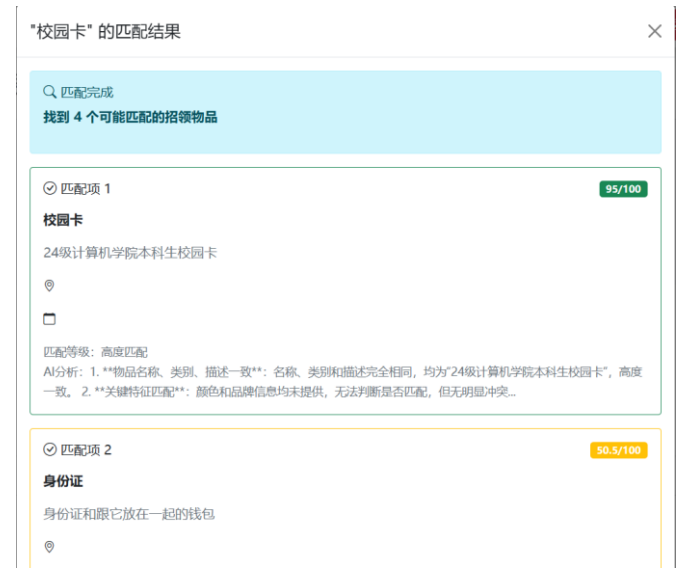 "校园卡" 的匹配结果
匹配完成
找到 4 个可能匹配的招领物品
匹配项 1
95/100
校园卡
24级计算机学院本科生校园卡
匹配等级：高度匹配
AI分析：1. **物品名称、类别、描述一致**：名称、类别和描述完全相同，均为“24级计算机学院本科生校园卡”，高度
一致。 2. **关键特征匹配**：颜色和品牌信息均未提供，无法判断是否匹配，但无明显冲突...
匹配项 2
50.5/100
身份证
身份证和跟它放在一起的钱包